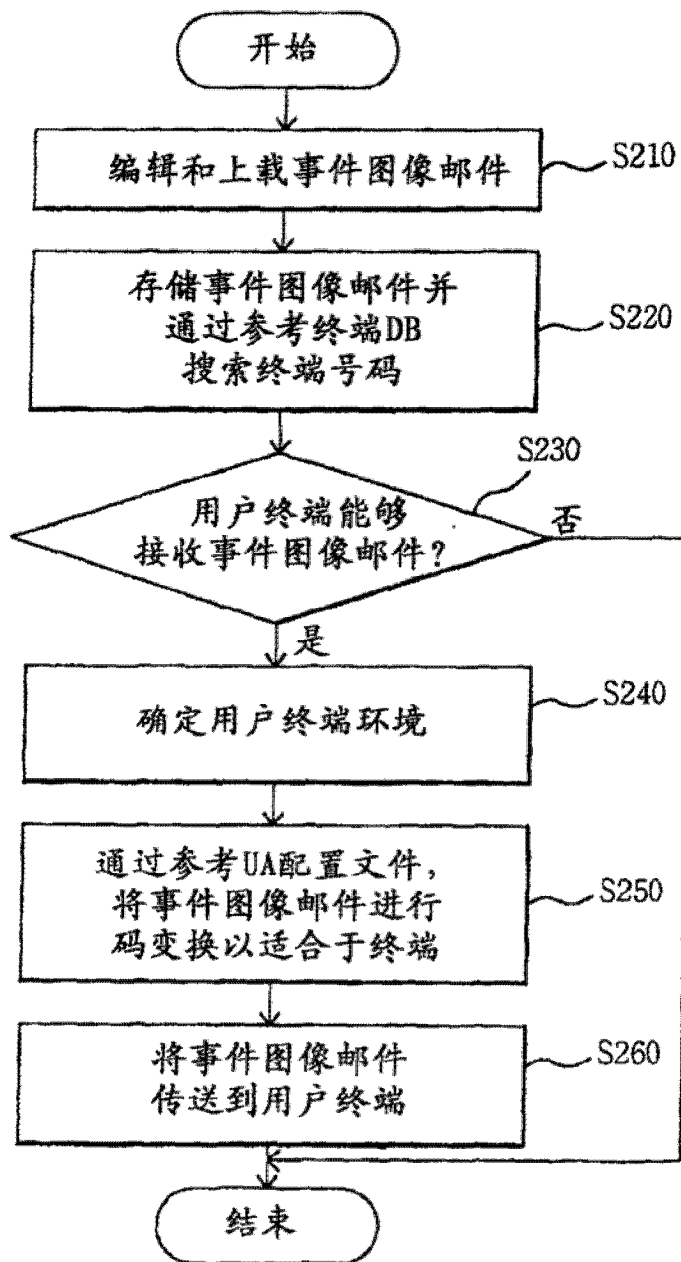 开始
编辑和上载事件图像邮件
S210
存储事件图像邮件并
通过参考终端DB
搜索终端号码
S220
S230
用户终端能够
接收事件图像邮件?
否
是
确定用户终端环境
S240
通过参考UA配置文件,
将事件图像邮件进行
码变换以适合于终端
S250
将事件图像邮件
传送到用户终端
S260
结束